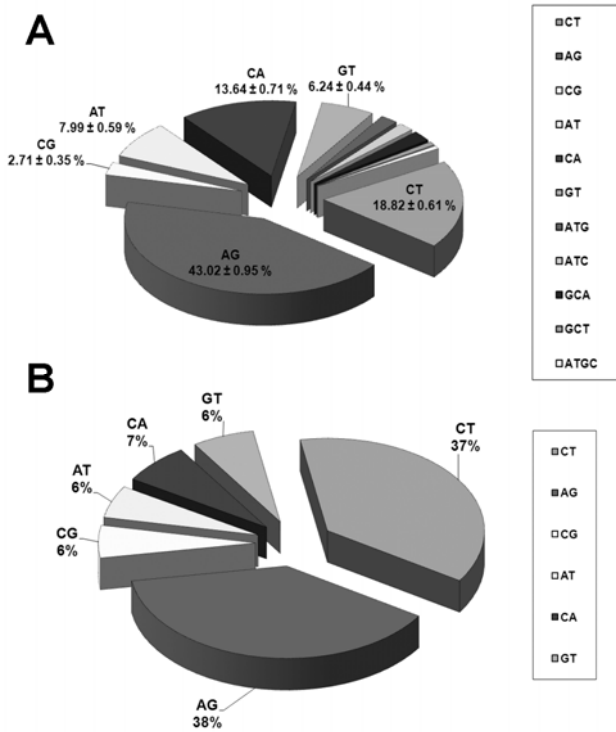 A
CA
13.64 ± 0.71 %
GT
6.24 ± 0.44 %
AT
7.99 ± 0.59 %
CG
2.71 ± 0.35 %
CT
18.82 ± 0.61 %
AG
43.02 ± 0.95 %
CT
AG
CG
AT
CA
GT
ATG
ATC
GCA
GCT
ATGC
B
GT
6%
CA
7%
CT
37%
AT
6%
CG
6%
AG
38%
CT
AG
CG
AT
CA
GT